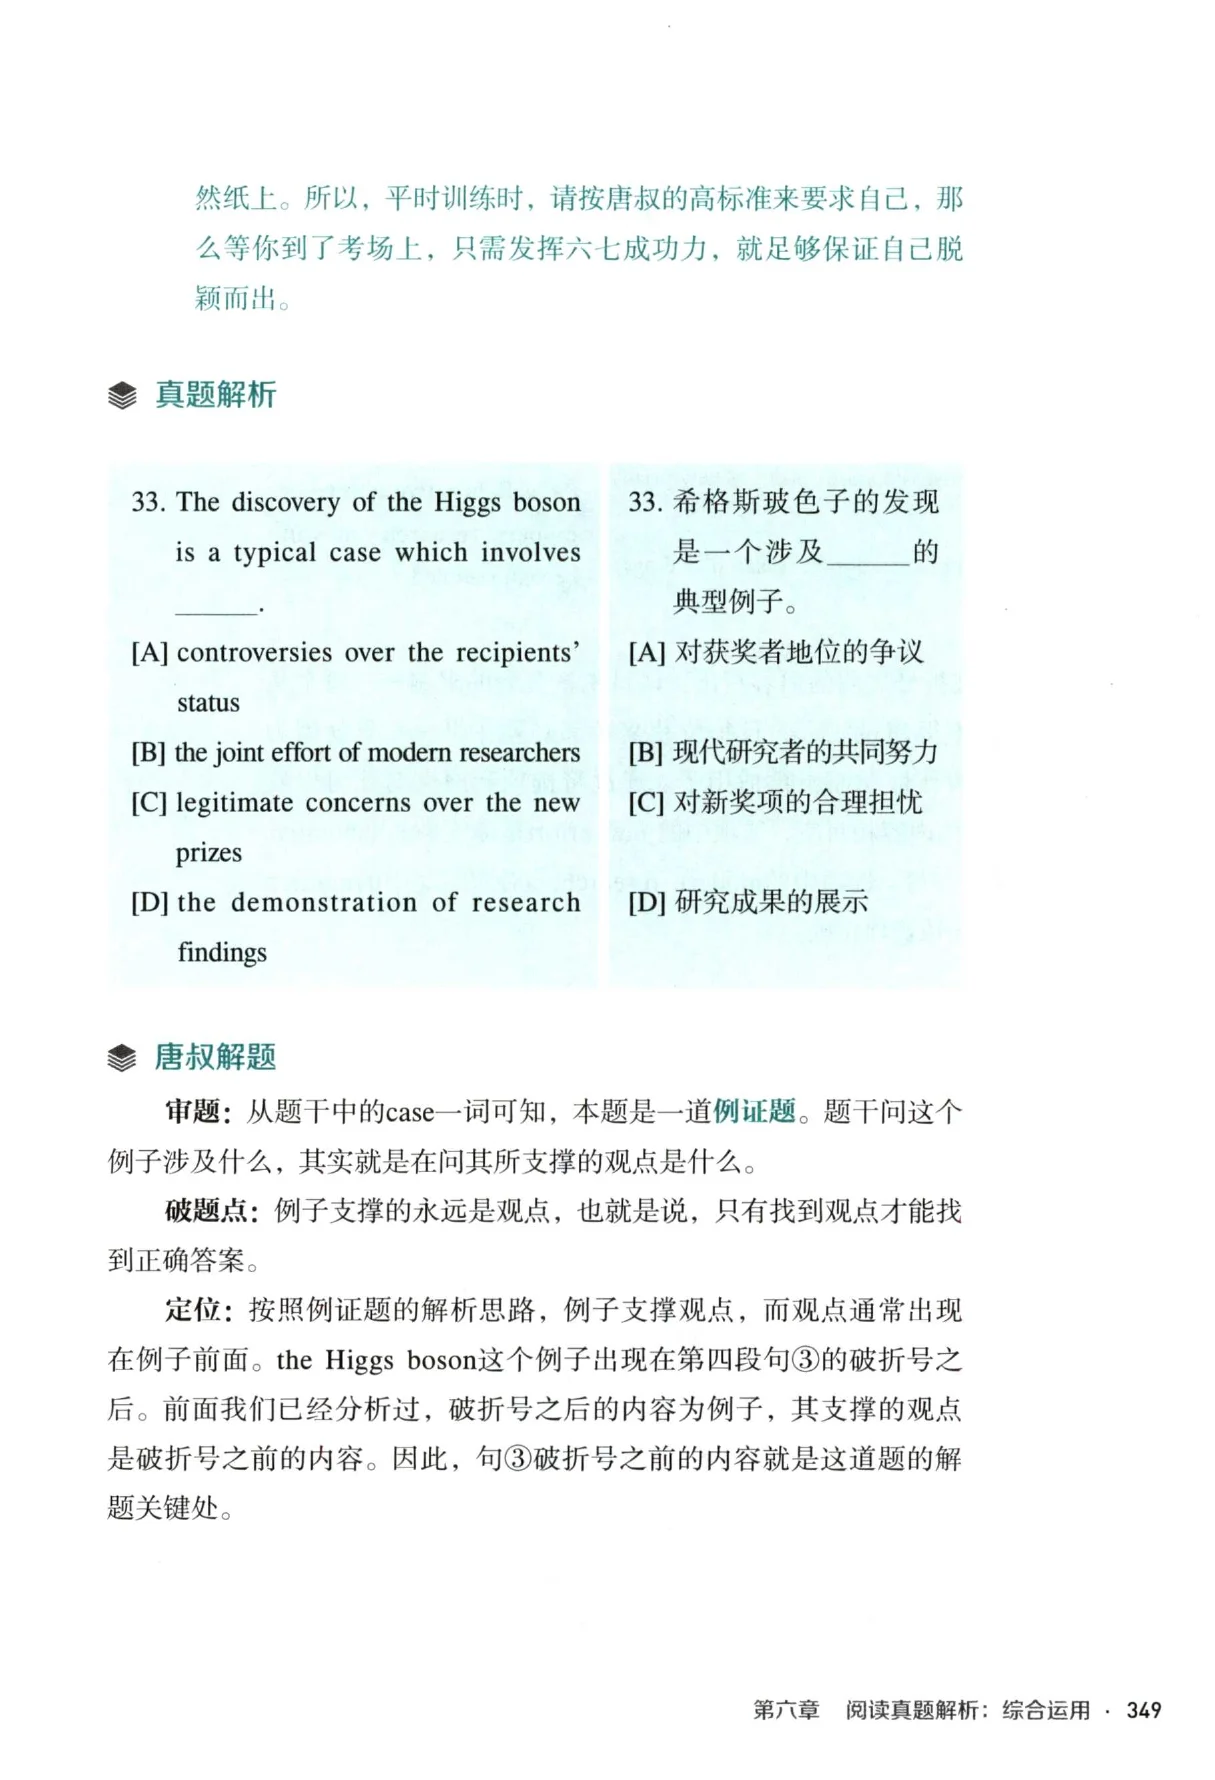 然纸上。所以，平时训练时，请按唐叔的高标准来要求自己，那
么等你到了考场上，只需发挥六七成功力，就足够保证自己脱
颖而出。
真题解析
33. The discovery of the Higgs boson
is a typical case which involves
______.
[A] controversies over the recipients’
status
[B] the joint effort of modern researchers
[C] legitimate concerns over the new
prizes
[D] the demonstration of research
findings
33. 希格斯玻色子的发现
是一个涉及______的
典型例子。
[A] 对获奖者地位的争议
[B] 现代研究者的共同努力
[C] 对新奖项的合理担忧
[D] 研究成果的展示
唐叔解题
审题：从题干中的case一词可知，本题是一道例证题。题干问这个
例子涉及什么，其实就是在问其所支撑的观点是什么。
破题点：例子支撑的永远是观点，也就是说，只有找到观点才能找
到正确答案。
定位：按照例证题的解析思路，例子支撑观点，而观点通常出现
在例子前面。the Higgs boson这个例子出现在第四段句③的破折号之
后。前面我们已经分析过，破折号之后的内容为例子，其支撑的观点
是破折号之前的内容。因此，句③破折号之前的内容就是这道题的解
题关键处。
第六章 阅读真题解析：综合运用 · 349